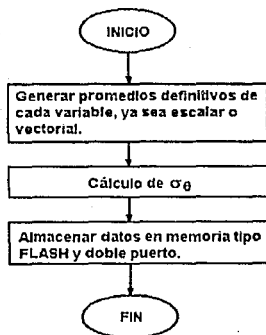 INICIO
Generar promedios definitivos de
cada variable, ya sea escalar o
vectorial.
Cálculo de σθ
Almacenar datos en memoria tipo
FLASH y doble puerto.
FIN